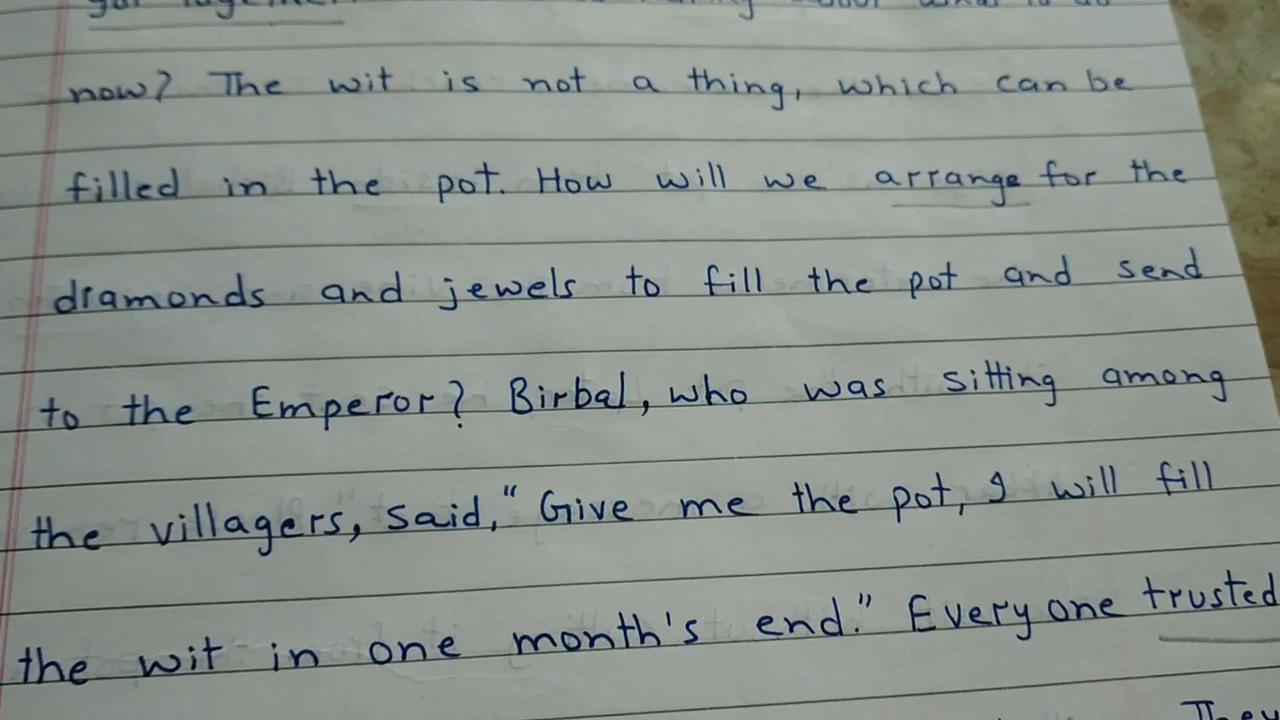 now? The wit is not a thing, which can be
filled in the pot. How will we arrange for the
diamonds and jewels to fill the pot and send
to the Emperor? Birbal, who was sitting among
the villagers, said, "Give me the pot, I will fill
the wit in one month's end." Everyone trusted
They